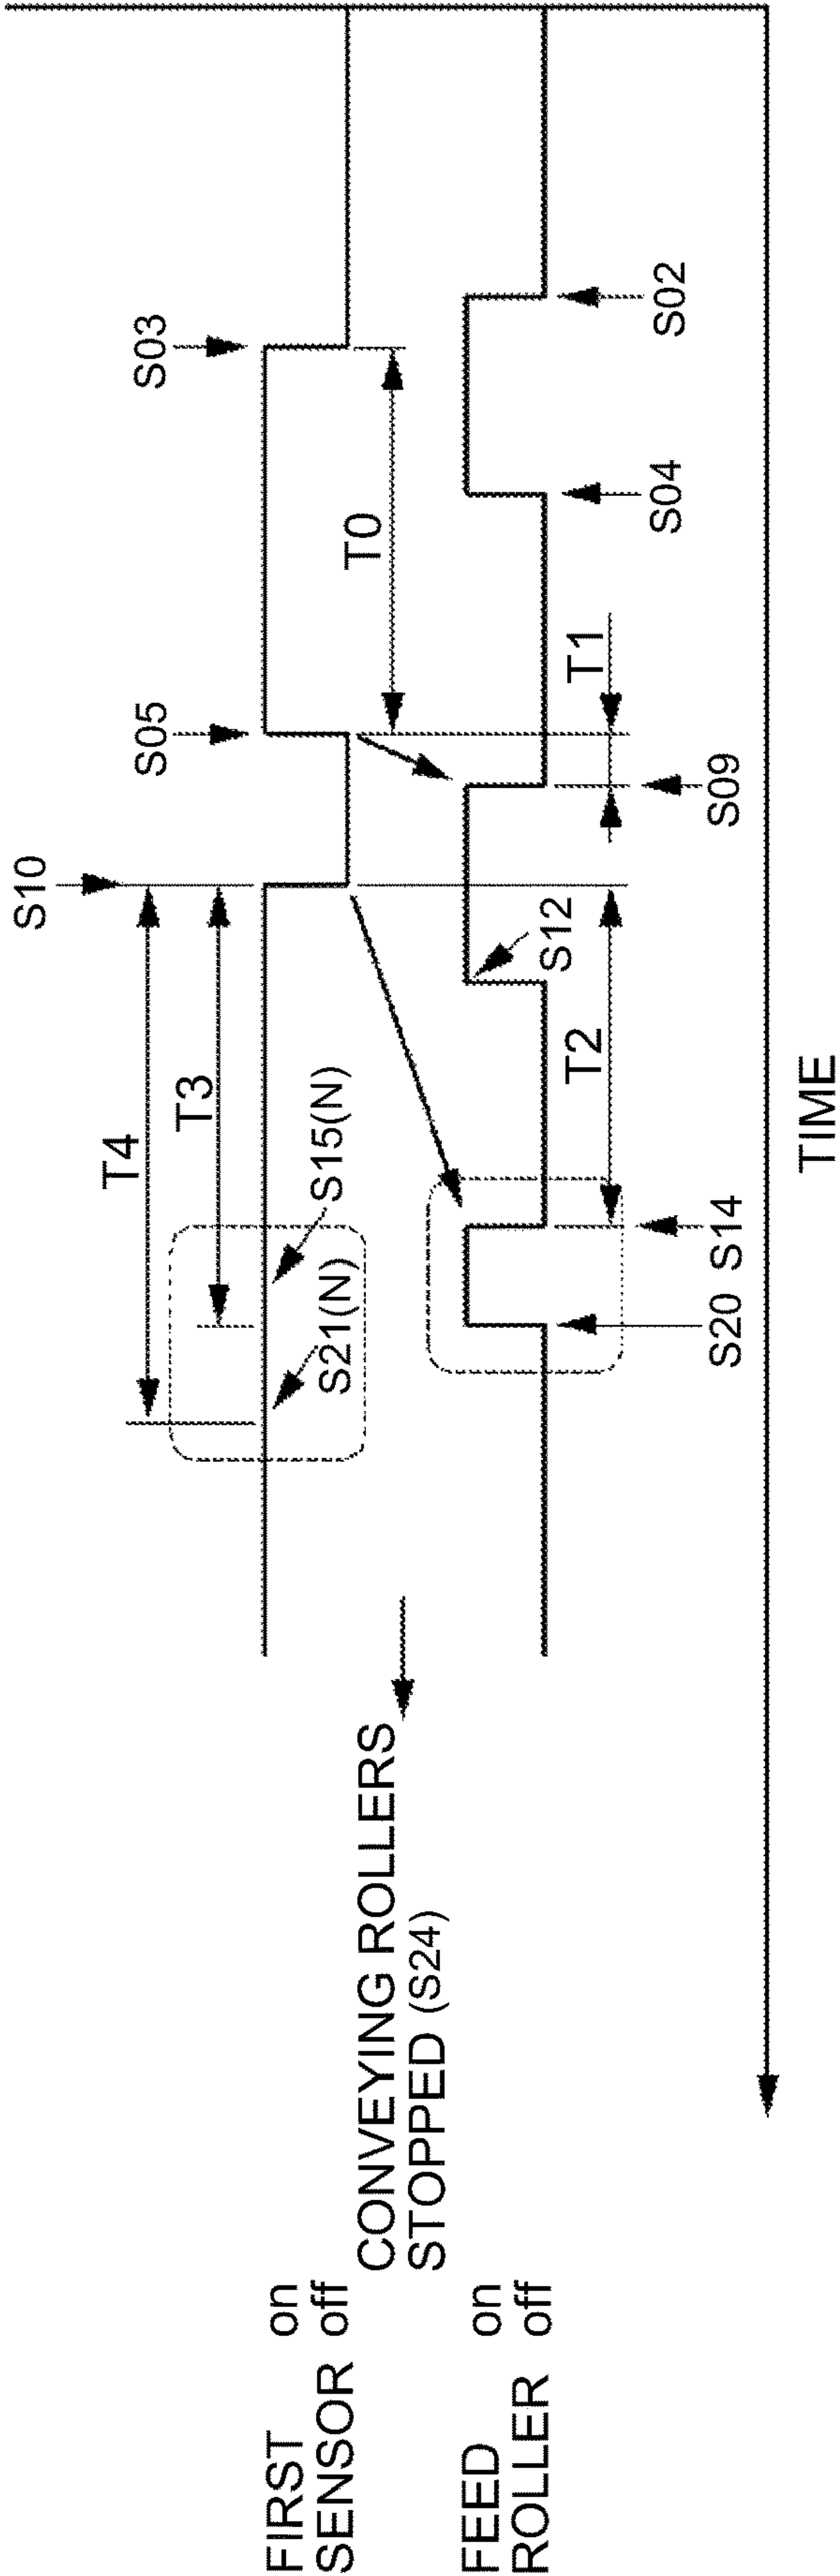 S10
T4
S05
S03
T3
FIRST
SENSOR
on
off
S21(N)
S15(N)
T0
CONVEYING ROLLERS
STOPPED (S24)
FEED
ROLLER
on
off
S12
T2
T1
S04
S02
S20
S14
S09
TIME